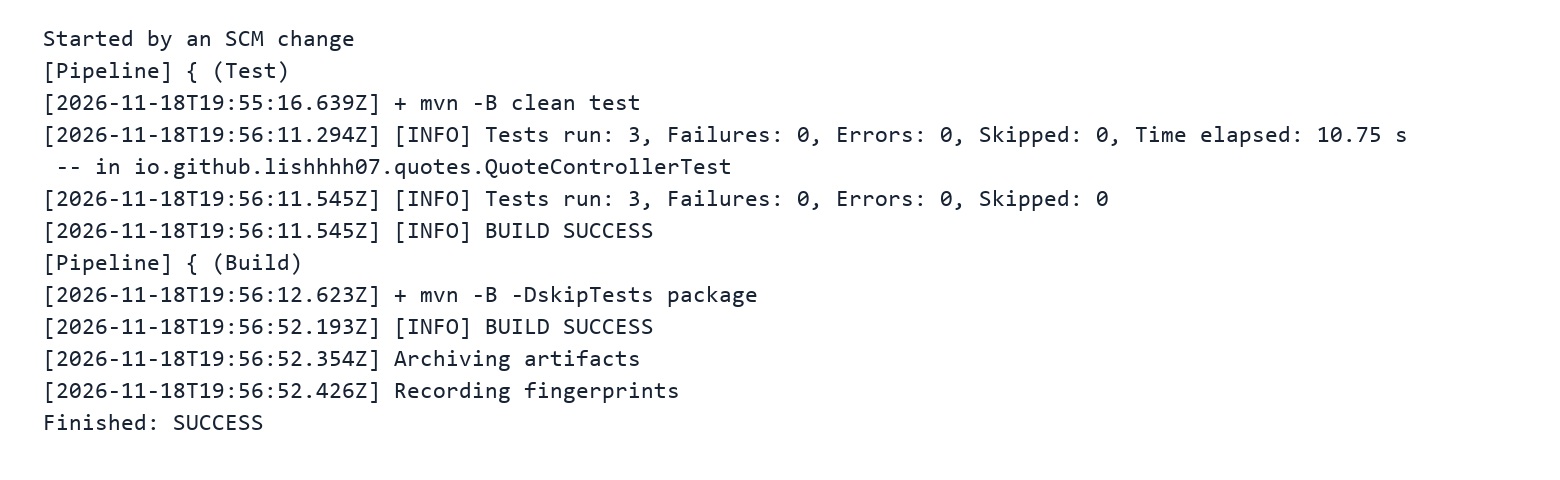 Started by an SCM change
[Pipeline] { (Test)
[2026-11-18T19:55:16.639Z] + mvn -B clean test
[2026-11-18T19:56:11.294Z] [INFO] Tests run: 3, Failures: 0, Errors: 0, Skipped: 0, Time elapsed: 10.75 s
 -- in io.github.lishhhh07.quotes.QuoteControllerTest
[2026-11-18T19:56:11.545Z] [INFO] Tests run: 3, Failures: 0, Errors: 0, Skipped: 0
[2026-11-18T19:56:11.545Z] [INFO] BUILD SUCCESS
[Pipeline] { (Build)
[2026-11-18T19:56:12.623Z] + mvn -B -DskipTests package
[2026-11-18T19:56:52.193Z] [INFO] BUILD SUCCESS
[2026-11-18T19:56:52.354Z] Archiving artifacts
[2026-11-18T19:56:52.426Z] Recording fingerprints
Finished: SUCCESS